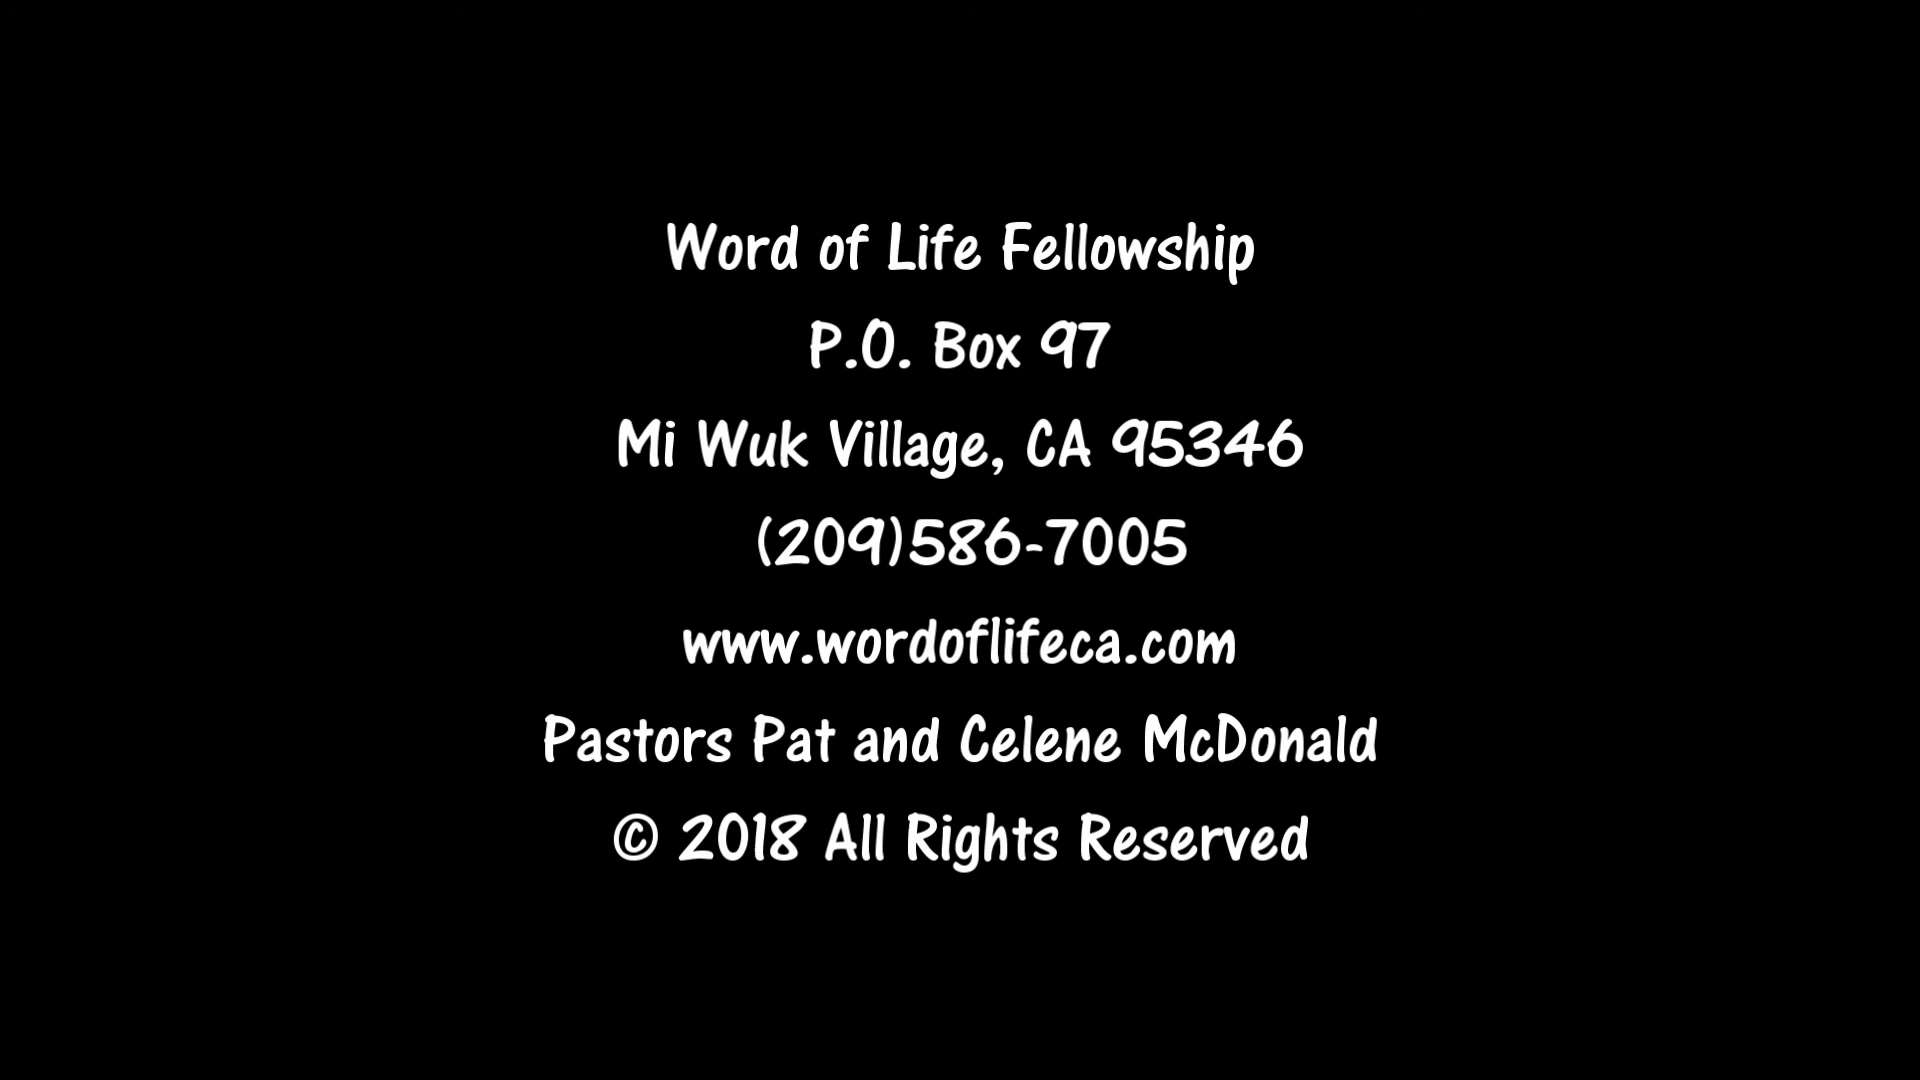 Word of Life Fellowship
P.O. Box 97
Mi Wuk Village, CA 95346
(209)586-7005
www.wordoflifeca.com
Pastors Pat and Celene McDonald
© 2018 All Rights Reserved